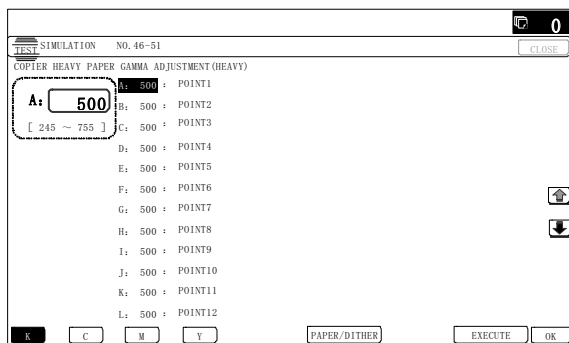 0
TEST SIMULATION NO.46-51
CLOSE
COPIER HEAVY PAPER GAMMA ADJUSTMENT(HEAVY)
A: 500
[ 245 ～ 755 ]
A: 500 : POINT1
B: 500 : POINT2
C: 500 : POINT3
D: 500 : POINT4
E: 500 : POINT5
F: 500 : POINT6
G: 500 : POINT7
H: 500 : POINT8
I: 500 : POINT9
J: 500 : POINT10
K: 500 : POINT11
L: 500 : POINT12
K C M Y PAPER/DITHER EXECUTE OK